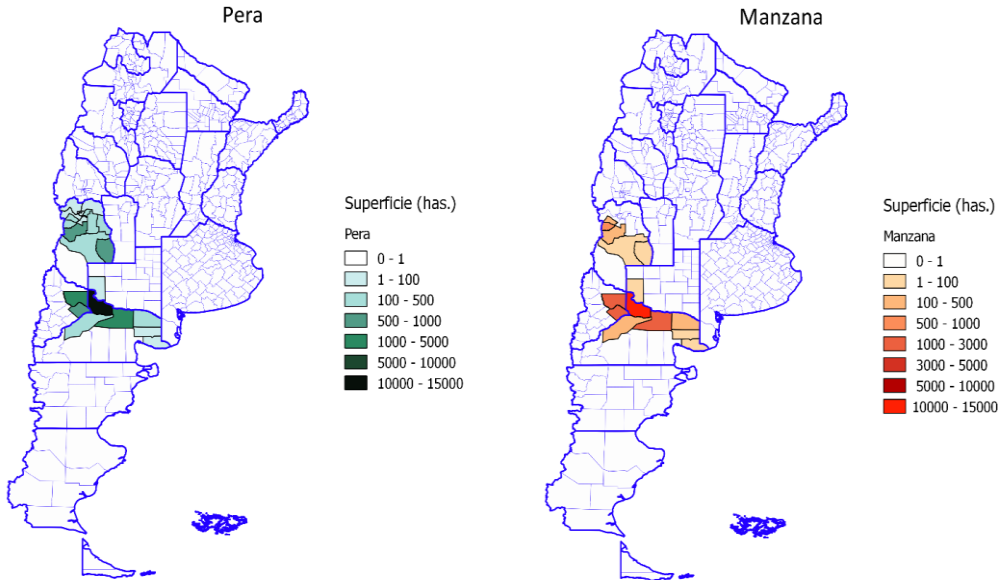 Pera
Superficie (has.)
Pera
0 - 1
1 - 100
100 - 500
500 - 1000
1000 - 5000
5000 - 10000
10000 - 15000
Manzana
Superficie (has.)
Manzana
0 - 1
1 - 100
100 - 500
500 - 1000
1000 - 3000
3000 - 5000
5000 - 10000
10000 - 15000